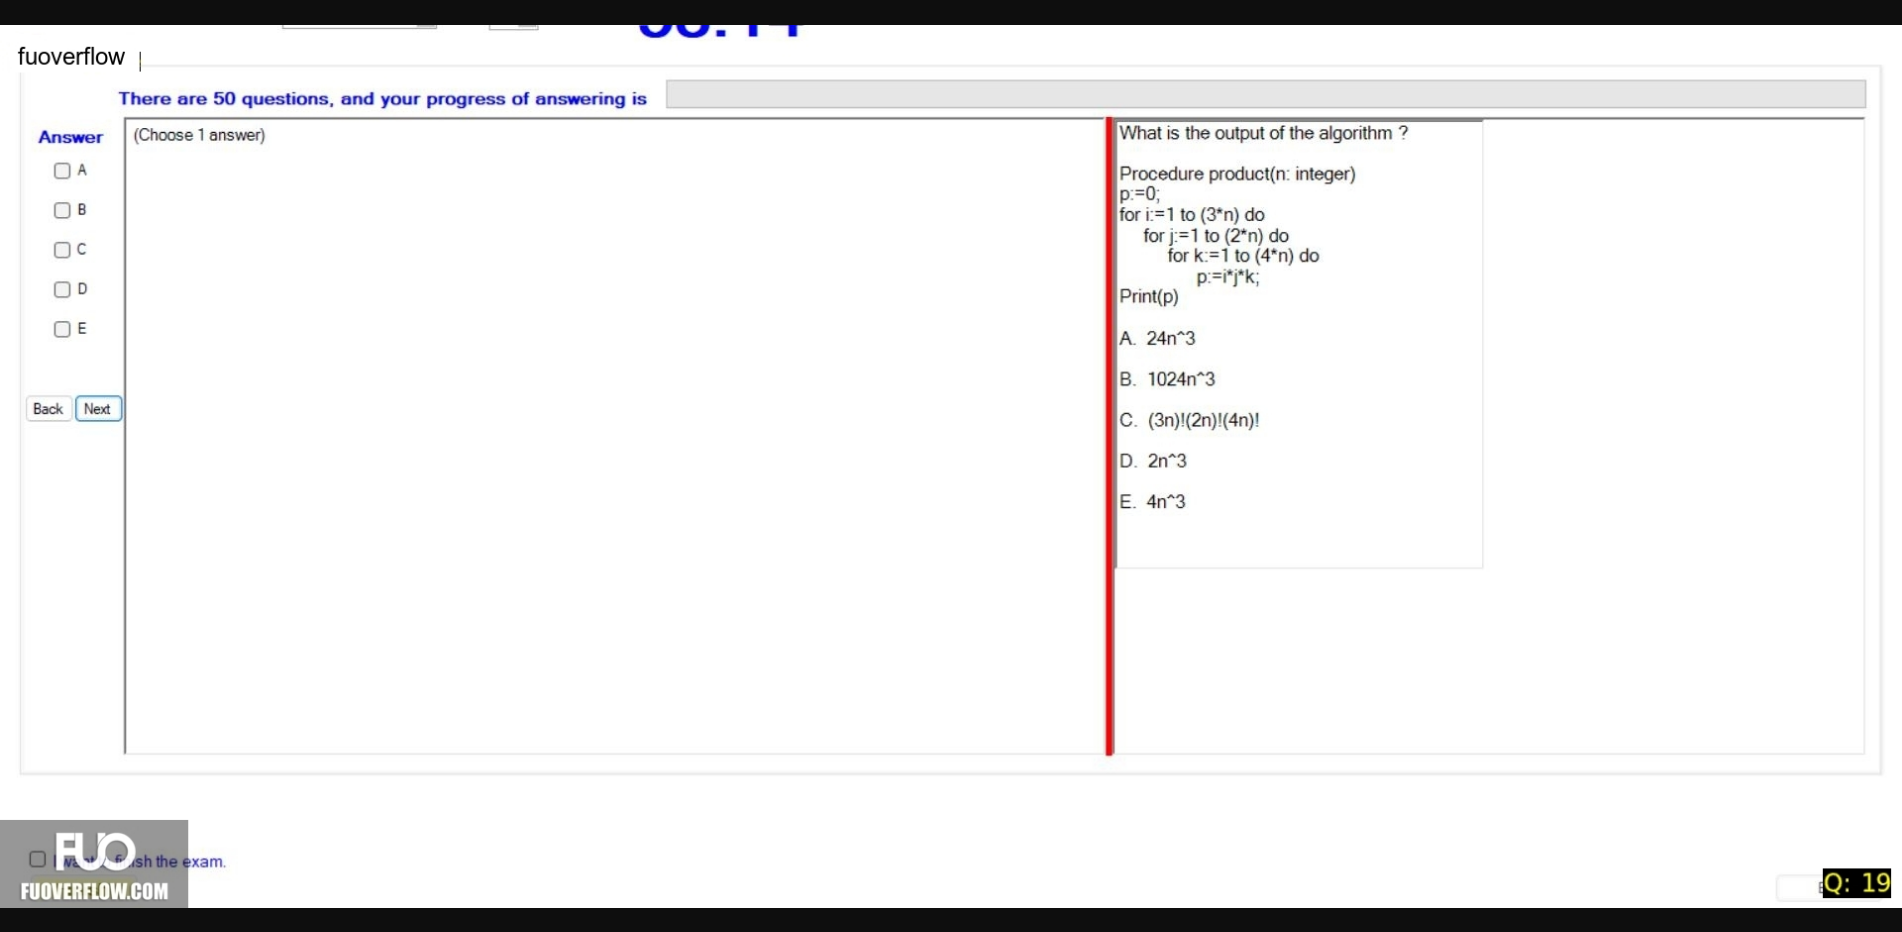 fuoverflow
There are 50 questions, and your progress of answering is
Answer
(Choose 1 answer)
A
B
C
D
E
Back Next
What is the output of the algorithm ?
Procedure product(n: integer)
p:=0;
for i:=1 to (3*n) do
for j:=1 to (2*n) do
for k:=1 to (4*n) do
p:=i*j*k;
Print(p)
A. 24n^3
B. 1024n^3
C. (3n)!(2n)!(4n)!
D. 2n^3
E. 4n^3
FUO
I want finish the exam.
FUOVERFLOW.COM
Q: 19